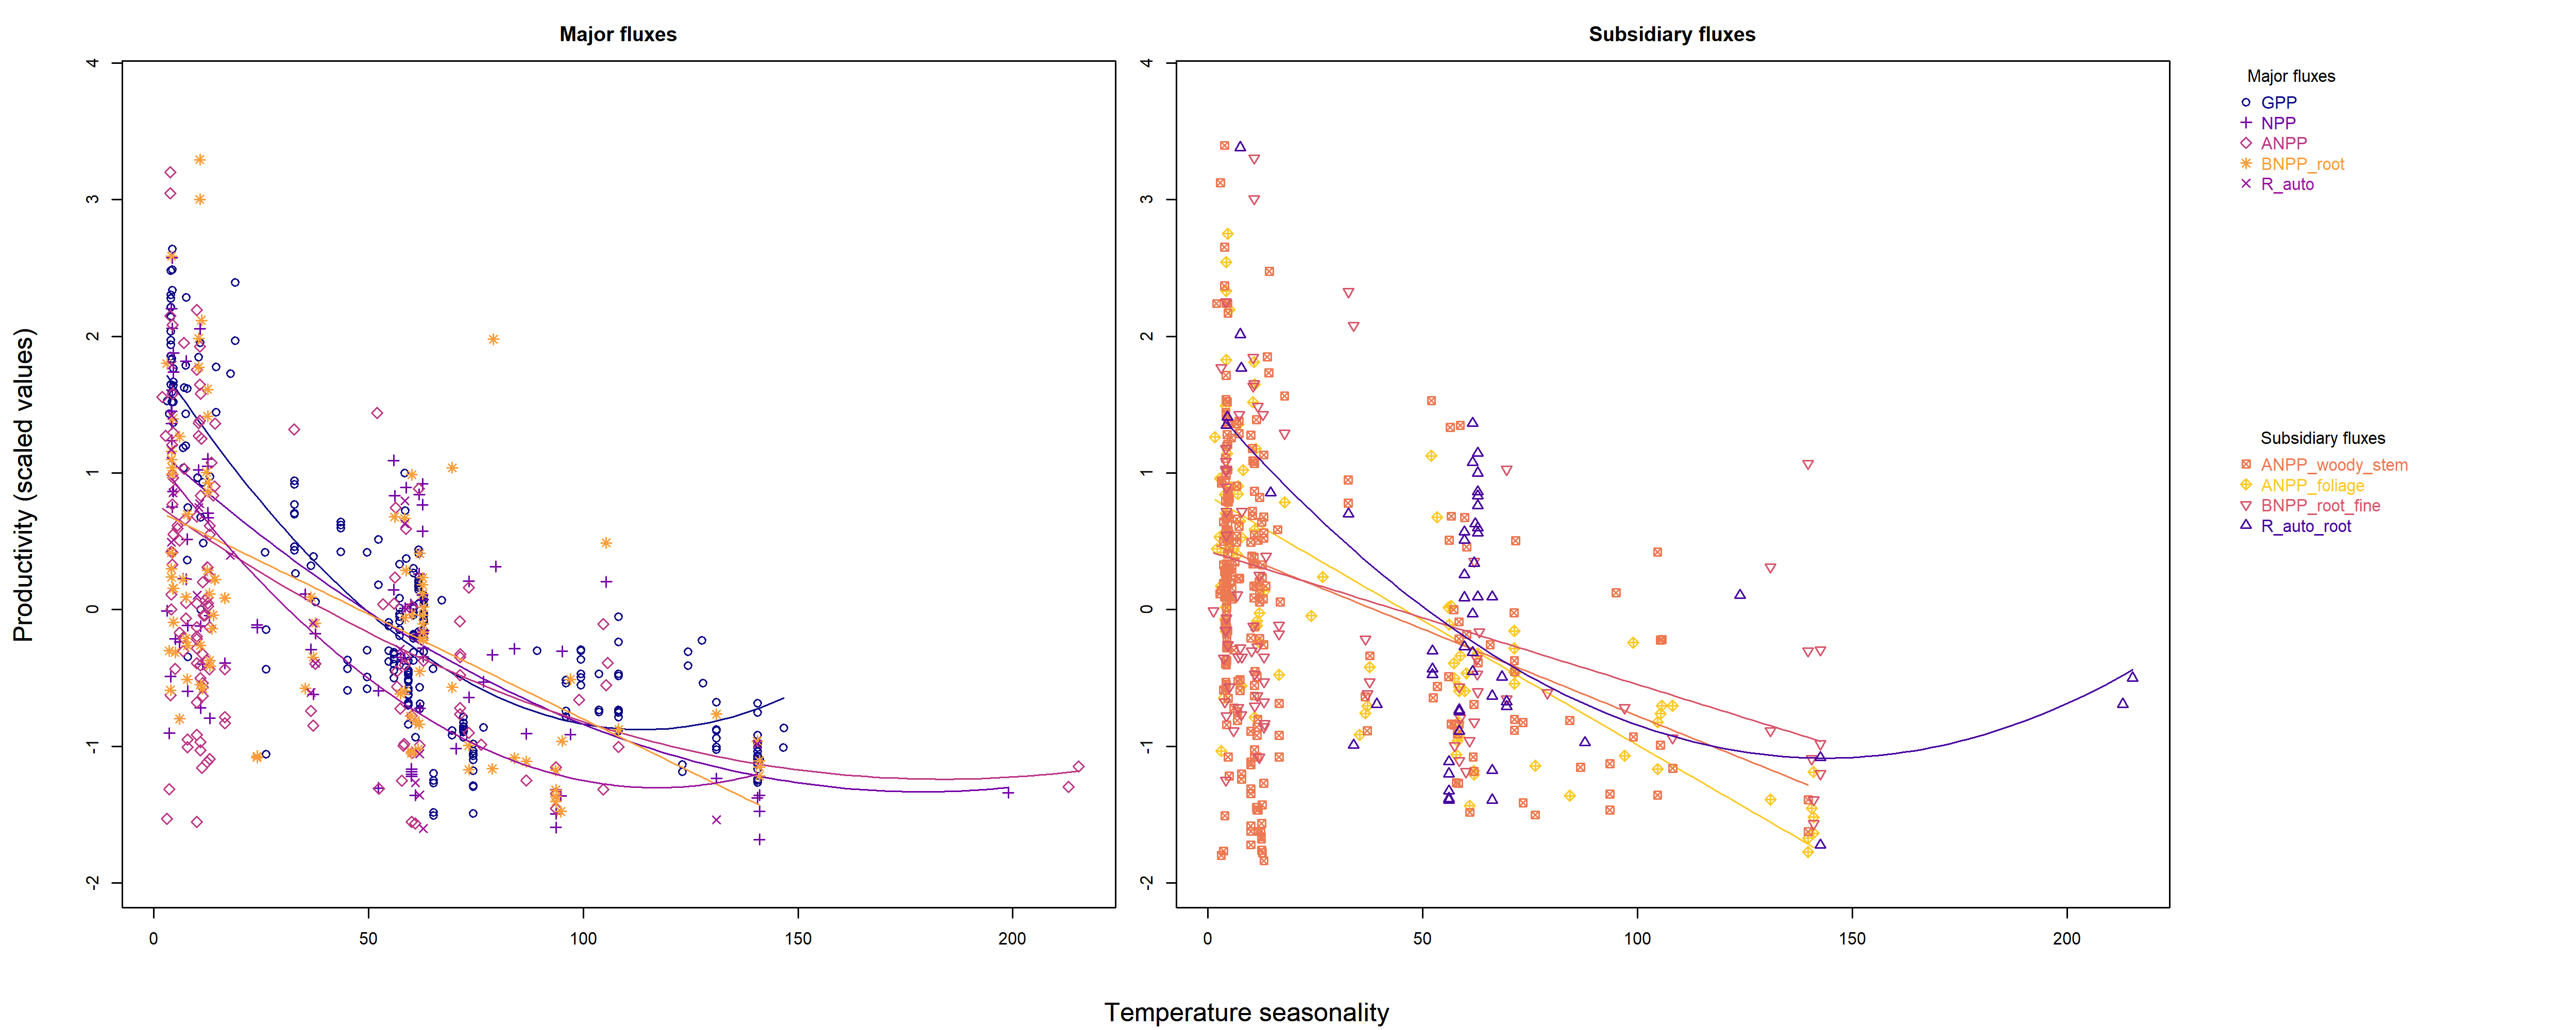 Major fluxes
Subsidiary fluxes
Productivity (scaled values)
4
3
2
1
0
-1
-2
0
50
100
150
200
4
3
2
1
0
-1
-2
0
50
100
150
200
Temperature seasonality
Major fluxes
GPP
NPP
ANPP
BNPP_root
R_auto
Subsidiary fluxes
ANPP_woody_stem
ANPP_foliage
BNPP_root_fine
R_auto_root